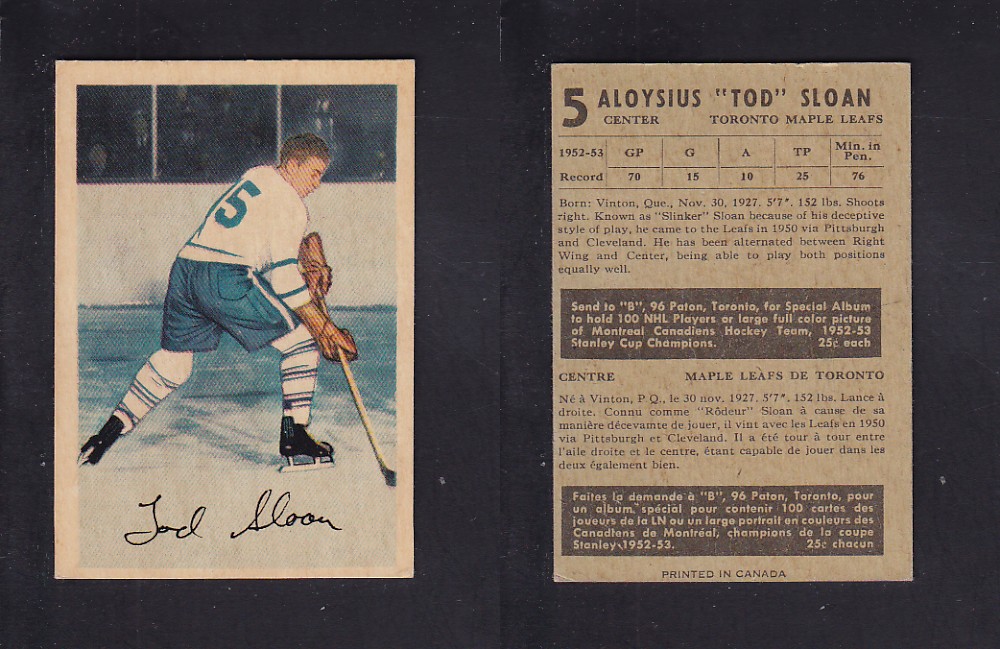 5
Tod Sloan
5 ALOYSIUS "TOD" SLOAN
CENTER TORONTO MAPLE LEAFS
1952-53 GP G A TP Min. in Pen.
Record 70 15 10 25 76
Born: Vinton, Que., Nov. 30, 1927. 5'7". 152 lbs. Shoots
right. Known as "Slinker" Sloan because of his deceptive
style of play, he came to the Leafs in 1950 via Pittsburgh
and Cleveland. He has been alternated between Right
Wing and Center, being able to play both positions
equally well.
Send to "B", 96 Paton, Toronto, for Special Album
to hold 100 NHL Players or large full color picture
of Montreal Canadiens Hockey Team, 1952-53
Stanley Cup Champions. 25¢ each
CENTRE MAPLE LEAFS DE TORONTO
Né à Vinton, P Q., le 30 nov. 1927. 5'7". 152 lbs. Lance à
droite. Connu comme "Rôdeur" Sloan à cause de sa
manière décevante de jouer, il vint avec les Leafs en 1950
via Pittsburgh et Cleveland. Il a été tour à tour entre
l'aile droite et le centre, étant capable de jouer dans les
deux également bien.
Faites la demande à "B", 96 Paton, Toronto, pour
un album spécial pour contenir 100 cartes des
joueurs de la LN ou un large portrait en couleurs des
Canadiens de Montréal, champions de la coupe
Stanley 1952-53. 25¢ chacun
PRINTED IN CANADA